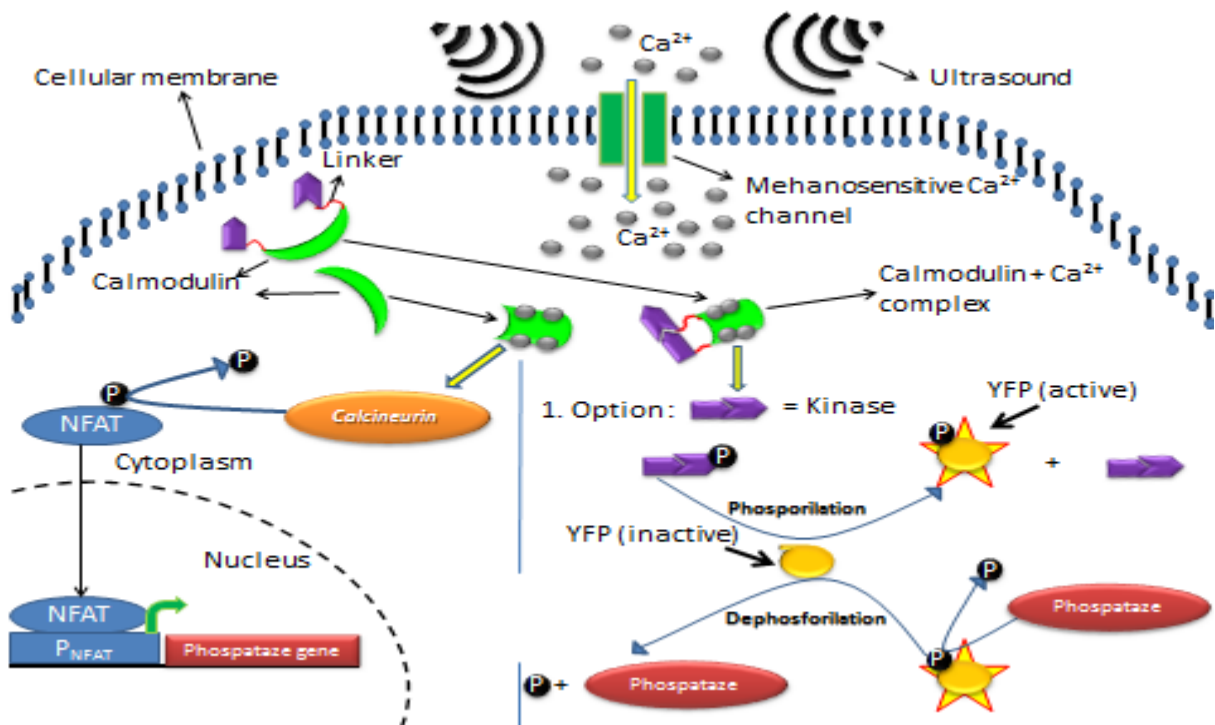 Ca²⁺
Cellular membrane
Ultrasound
Linker
Mehanosensitive Ca²⁺
channel
Ca²⁺
Calmodulin
Calmodulin + Ca²⁺
complex
P
P
NFAT
Calcineurin
Cytoplasm
Nucleus
NFAT
P_NFAT
Phospataze gene
1. Option:
= Kinase
YFP (active)
P
P
+
Phosporilation
YFP (inactive)
P
Phospataze
Dephosforilation
P
P +
Phospataze